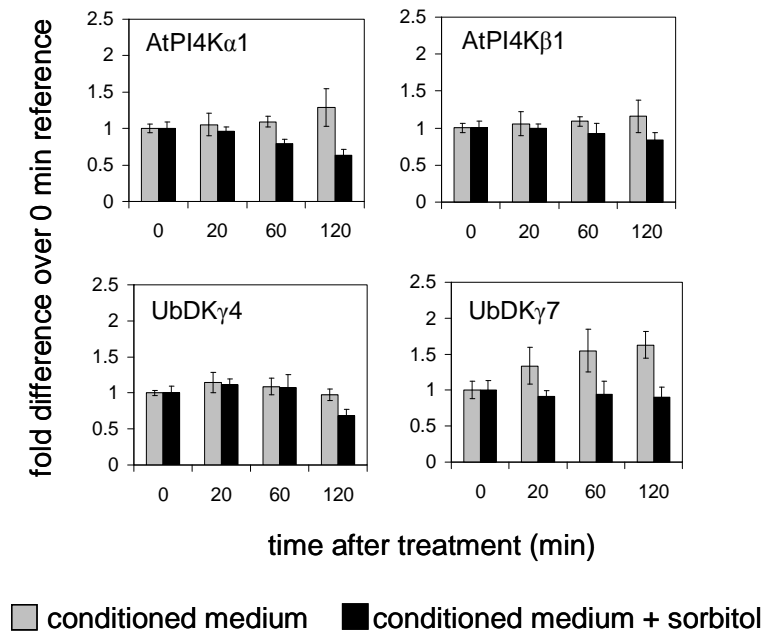 fold difference over 0 min reference
AtPI4Kα1
2.5
2
1.5
1
0.5
0
0 20 60 120
AtPI4Kβ1
2.5
2
1.5
1
0.5
0
0 20 60 120
UbDKγ4
2.5
2
1.5
1
0.5
0
0 20 60 120
UbDKγ7
2.5
2
1.5
1
0.5
0
0 20 60 120
time after treatment (min)
conditioned medium
conditioned medium + sorbitol